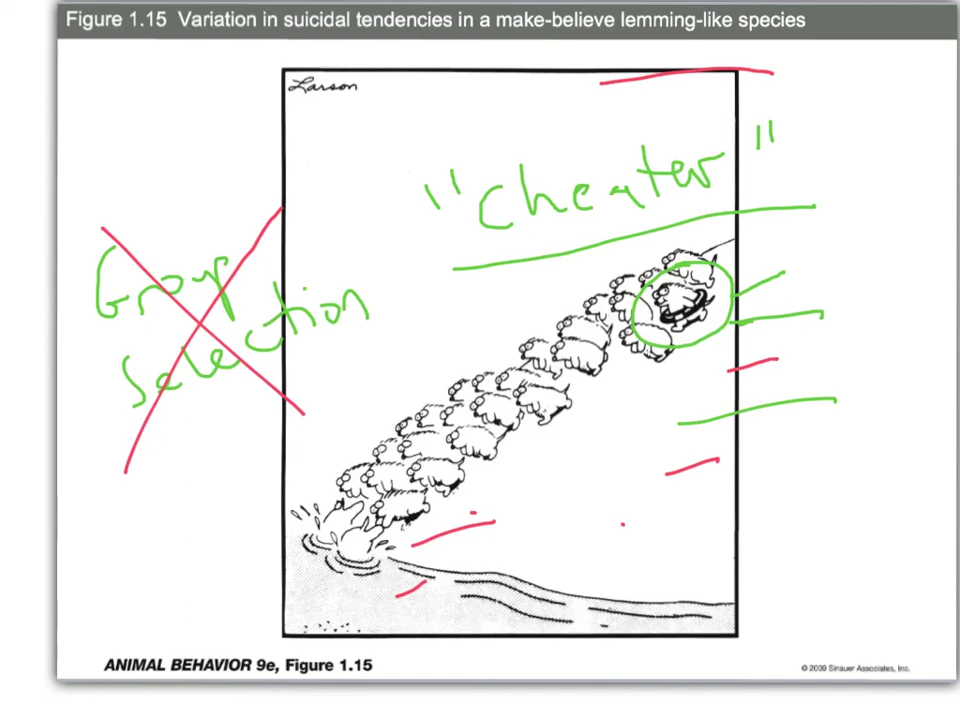 Figure 1.15 Variation in suicidal tendencies in a make-believe lemming-like species
Larson
"Cheater"
Group
Selection
ANIMAL BEHAVIOR 9e, Figure 1.15
© 2009 Sinauer Associates, Inc.